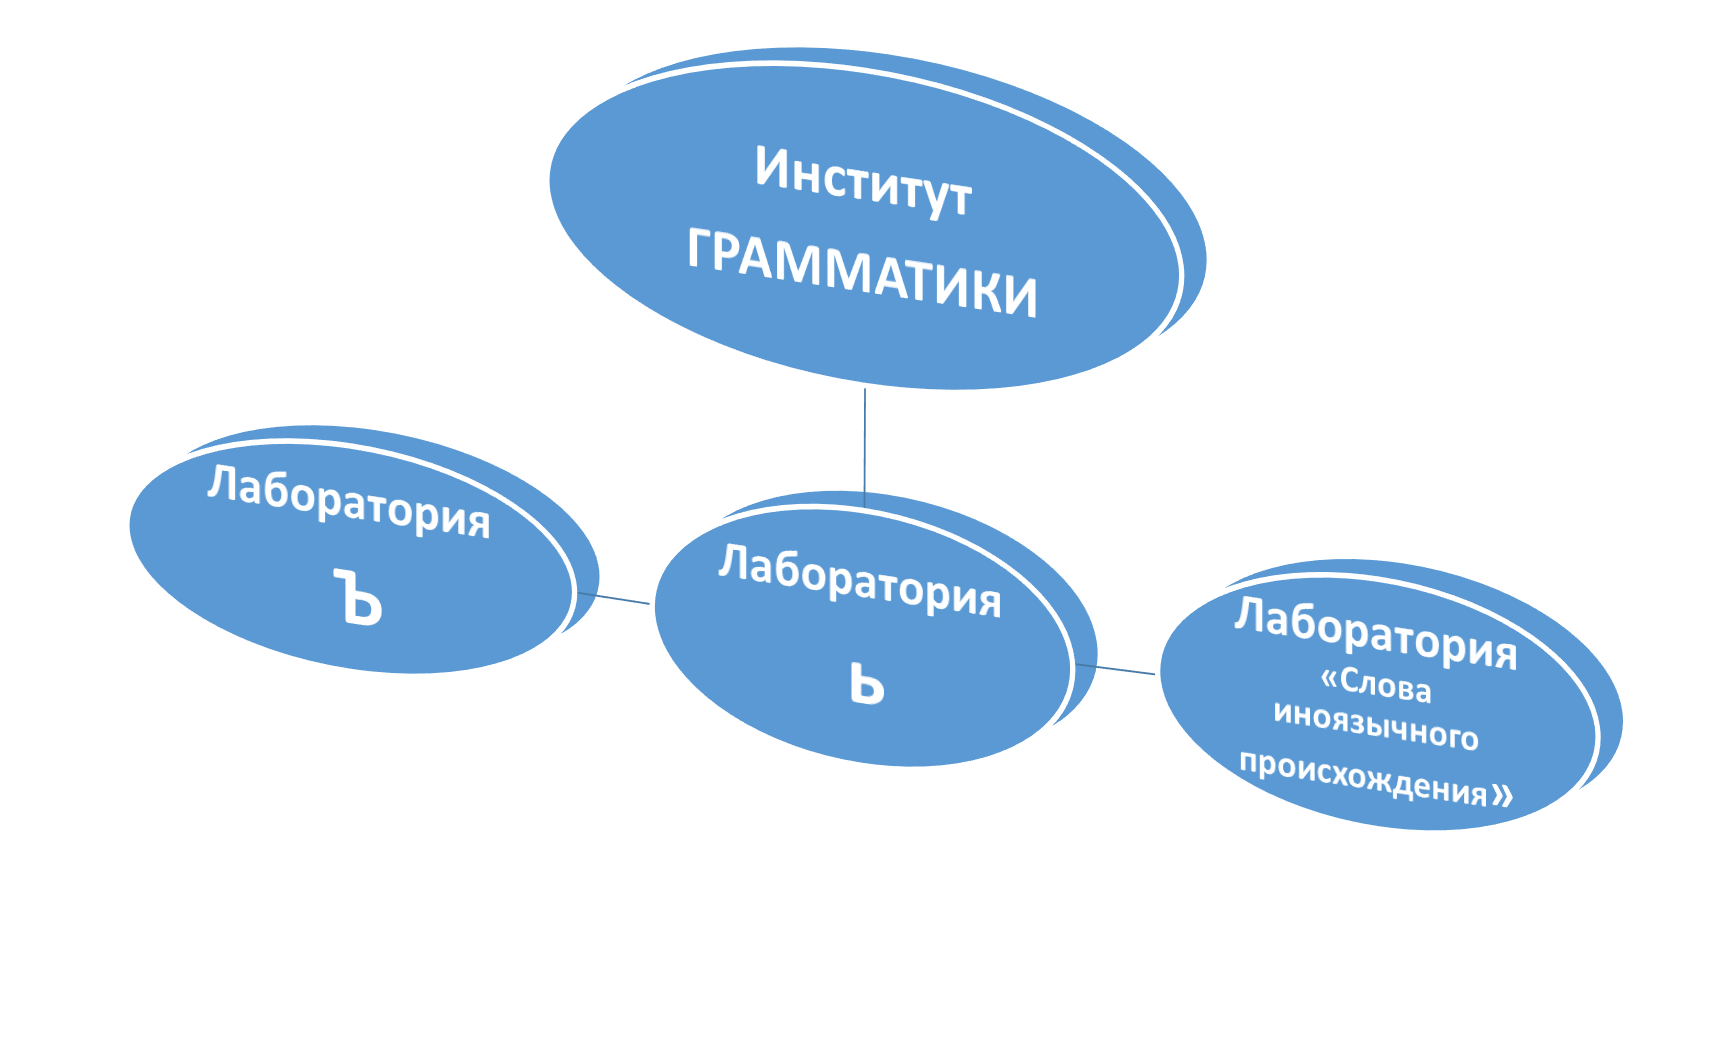 Институт
ГРАММАТИКИ
Лаборатория
Ъ
Лаборатория
Ь
Лаборатория
«Слова
иноязычного
происхождения»